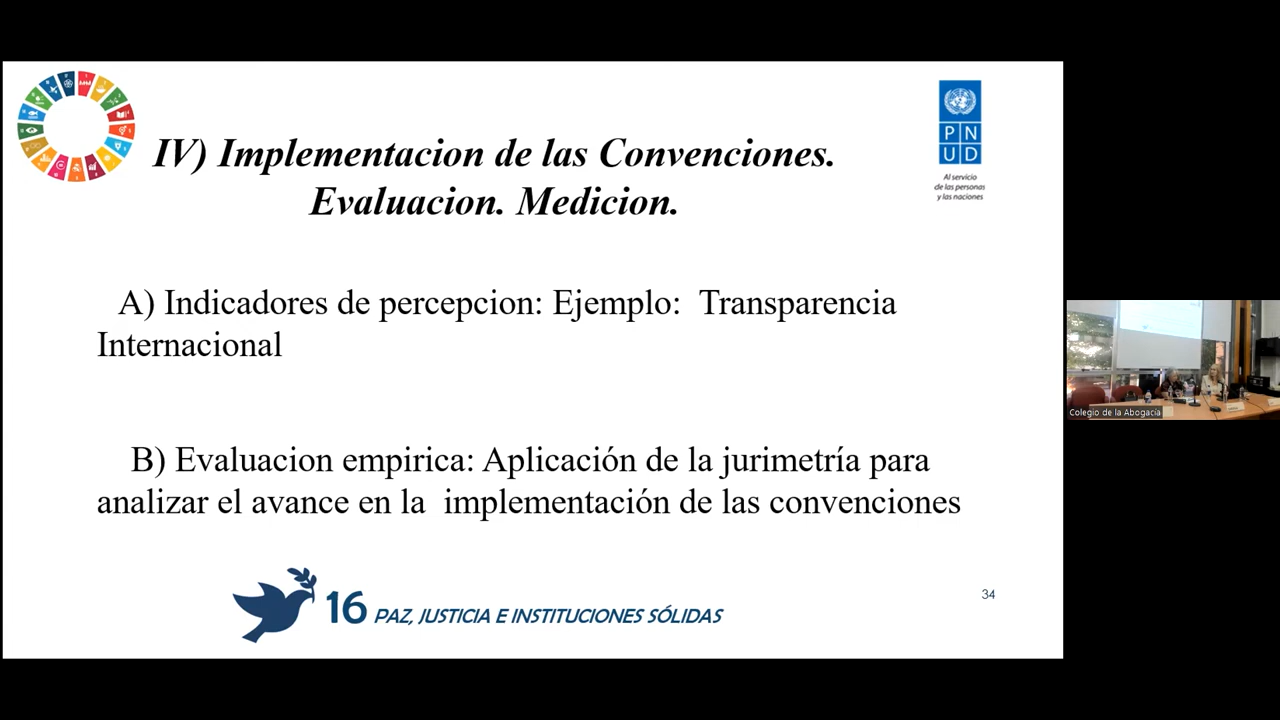 IV) Implementacion de las Convenciones.
Evaluacion. Medicion.
P N
U D
Al servicio
de las personas
y las naciones
A) Indicadores de percepcion: Ejemplo: Transparencia
Internacional
B) Evaluacion empirica: Aplicación de la jurimetría para
analizar el avance en la implementación de las convenciones
16 PAZ, JUSTICIA E INSTITUCIONES SÓLIDAS
34
Colegio de la Abogacía